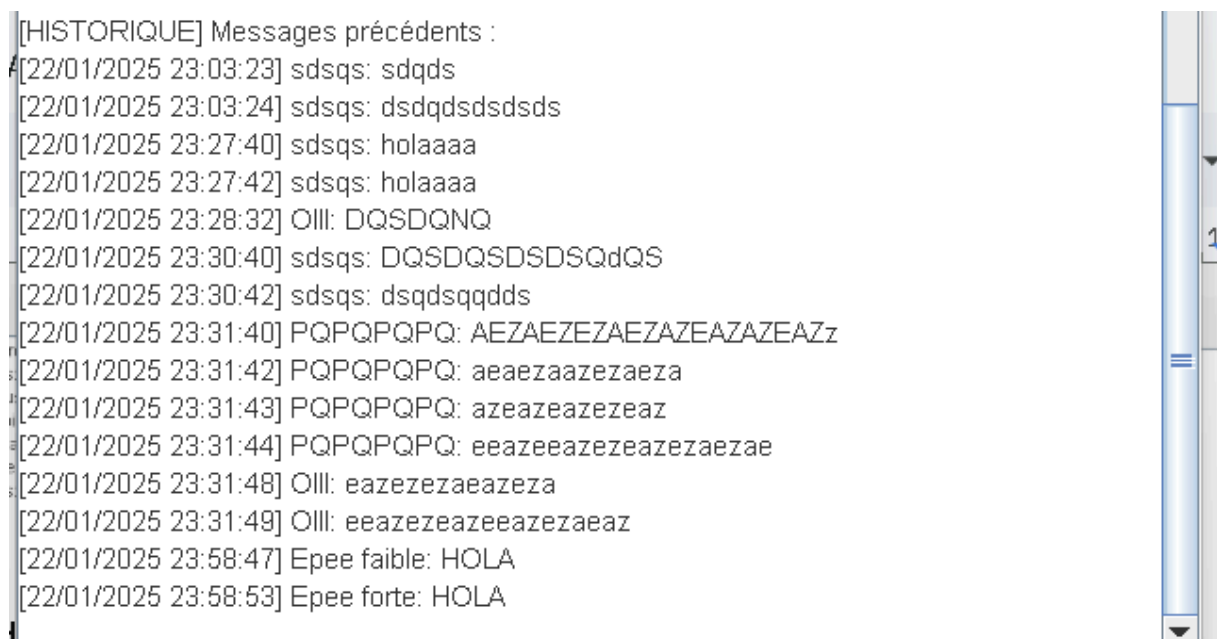 [HISTORIQUE] Messages précédents :
[22/01/2025 23:03:23] sdsqs: sdqds
[22/01/2025 23:03:24] sdsqs: dsdqdsdsdsds
[22/01/2025 23:27:40] sdsqs: holaaaa
[22/01/2025 23:27:42] sdsqs: holaaaa
[22/01/2025 23:28:32] Olll: DQSDQNQ
[22/01/2025 23:30:40] sdsqs: DQSDQSDSDSQdQS
[22/01/2025 23:30:42] sdsqs: dsqdsqqdds
[22/01/2025 23:31:40] PQPQPQPQ: AEZAEZEZAEZAZEAZAZEAZz
[22/01/2025 23:31:42] PQPQPQPQ: aeaezaazezaeza
[22/01/2025 23:31:43] PQPQPQPQ: azeazeazezeaz
[22/01/2025 23:31:44] PQPQPQPQ: eeazeeazezeazezaezae
[22/01/2025 23:31:48] Olll: eazezezaeazeza
[22/01/2025 23:31:49] Olll: eeazezeazeeazezaeaz
[22/01/2025 23:58:47] Epee faible: HOLA
[22/01/2025 23:58:53] Epee forte: HOLA